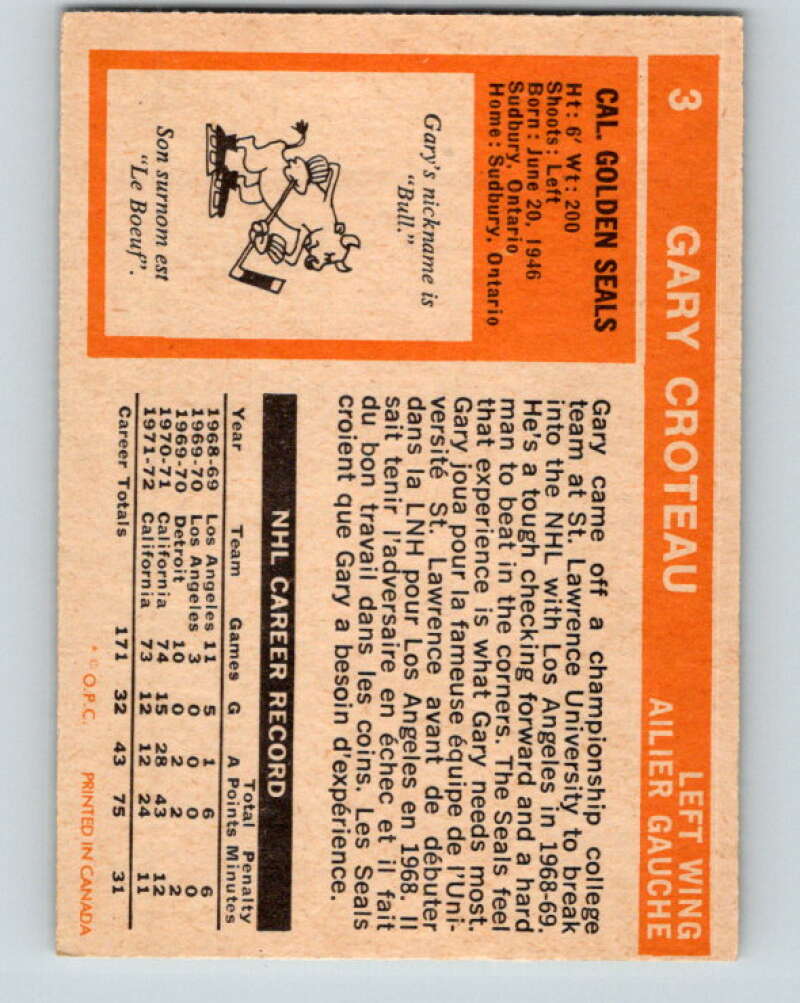 3 GARY CROTEAU
LEFT WING
AILIER GAUCHE
CAL. GOLDEN SEALS
Ht: 6' Wt: 200
Shoots: Left
Born: June 20, 1946
Sudbury, Ontario
Home: Sudbury, Ontario
Gary's nickname is
"Bull."
Son surnom est
"Le Boeuf".
Gary came off a championship college
team at St. Lawrence University to break
into the NHL with Los Angeles in 1968-69.
He's a tough checking forward and a hard
man to beat in the corners. The Seals feel
that experience is what Gary needs most.
Gary joua pour la fameuse équipe de l'Uni-
versité St. Lawrence avant de débuter
dans la LNH pour Los Angeles en 1968. Il
sait tenir l'adversaire en échec et il fait
du bon travail dans les coins. Les Seals
croient que Gary a besoin d'expérience.
NHL CAREER RECORD
Total Penalty
Year Team Games G A Points Minutes
1968-69 Los Angeles 11 5 1 6 6
1969-70 Los Angeles 3 0 0 0 0
1969-70 Detroit 10 0 2 2 2
1970-71 California 74 15 28 43 12
1971-72 California 73 12 12 24 11
Career Totals 171 32 43 75 31
* © O.P.C. PRINTED IN CANADA